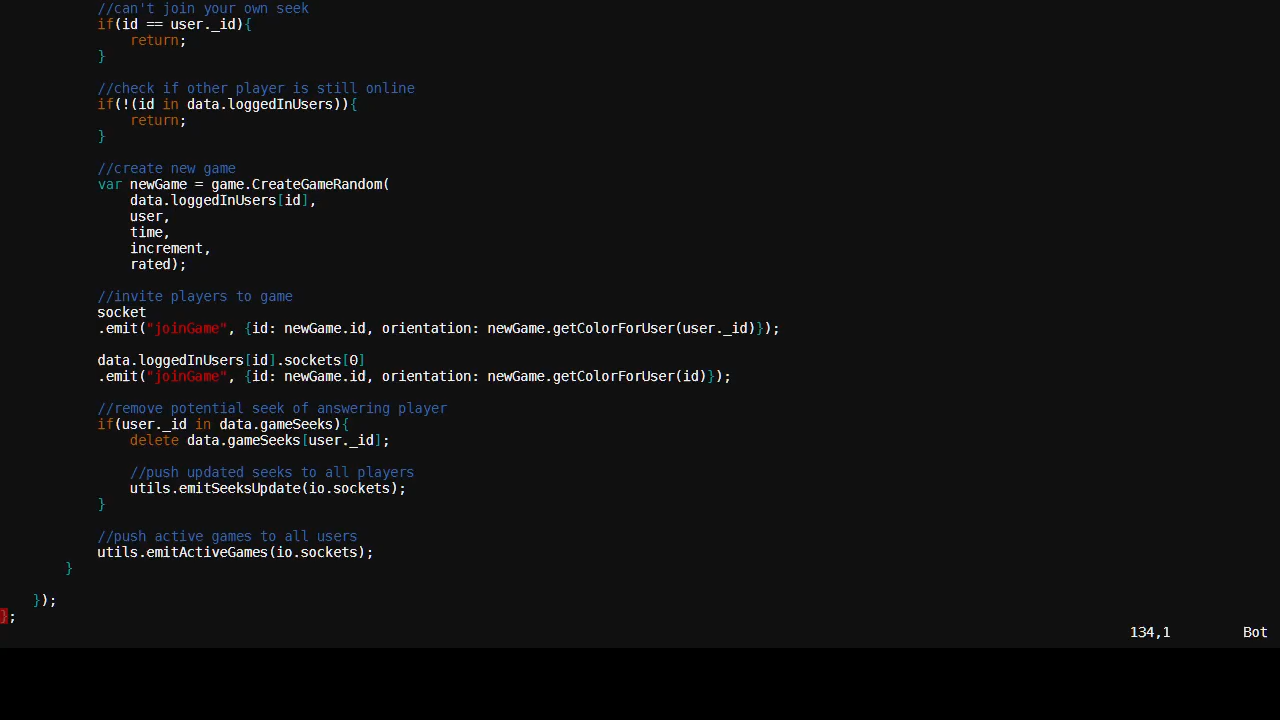 //can't join your own seek
if(id == user._id){
return;
}
//check if other player is still online
if(!(id in data.loggedInUsers)){
return;
}
//create new game
var newGame = game.CreateGameRandom(
data.loggedInUsers[id],
user,
time,
increment,
rated);
//invite players to game
socket
.emit("joinGame", {id: newGame.id, orientation: newGame.getColorForUser(user._id)});
data.loggedInUsers[id].sockets[0]
.emit("joinGame", {id: newGame.id, orientation: newGame.getColorForUser(id)});
//remove potential seek of answering player
if(user._id in data.gameSeeks){
delete data.gameSeeks[user._id];
//push updated seeks to all players
utils.emitSeeksUpdate(io.sockets);
}
//push active games to all users
utils.emitActiveGames(io.sockets);
}
});
};
134,1 Bot